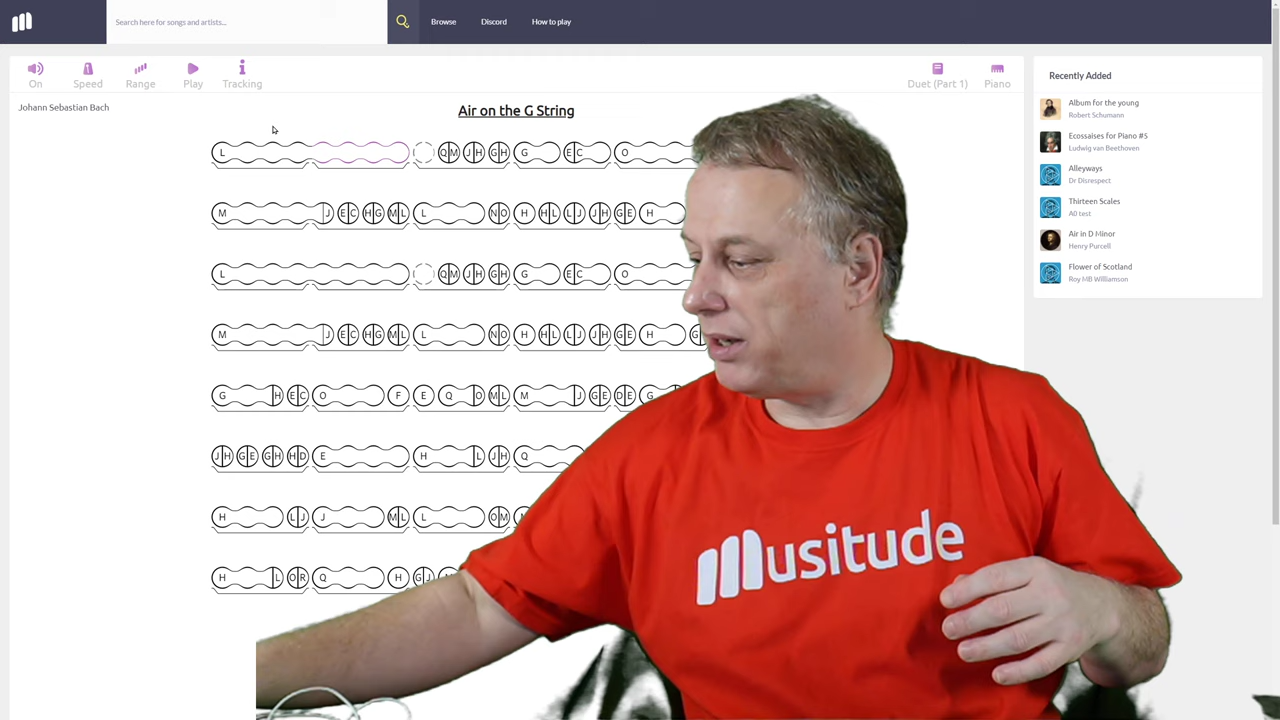 Search here for songs and artists...
Browse
Discord
How to play
On
Speed
Range
Play
Tracking
Duet (Part 1)
Piano
Johann Sebastian Bach
Air on the G String
L Q M J H G H G E C O
M J E C H G M L L N O H H L L J J H G E H
L Q M J H G H G E C O
M J E C H G M L L N O H H L L J J H G E H G
G H E C O F E Q O M L M J G E D E G
J H G E G H H D E H L J H Q
H L J J M L L O M
H L O R Q H G J
Recently Added
Album for the young
Robert Schumann
Ecossaises for Piano #5
Ludwig van Beethoven
Alleyways
Dr Disrespect
Thirteen Scales
A0 test
Air in D Minor
Henry Purcell
Flower of Scotland
Roy MB Williamson
Musitude